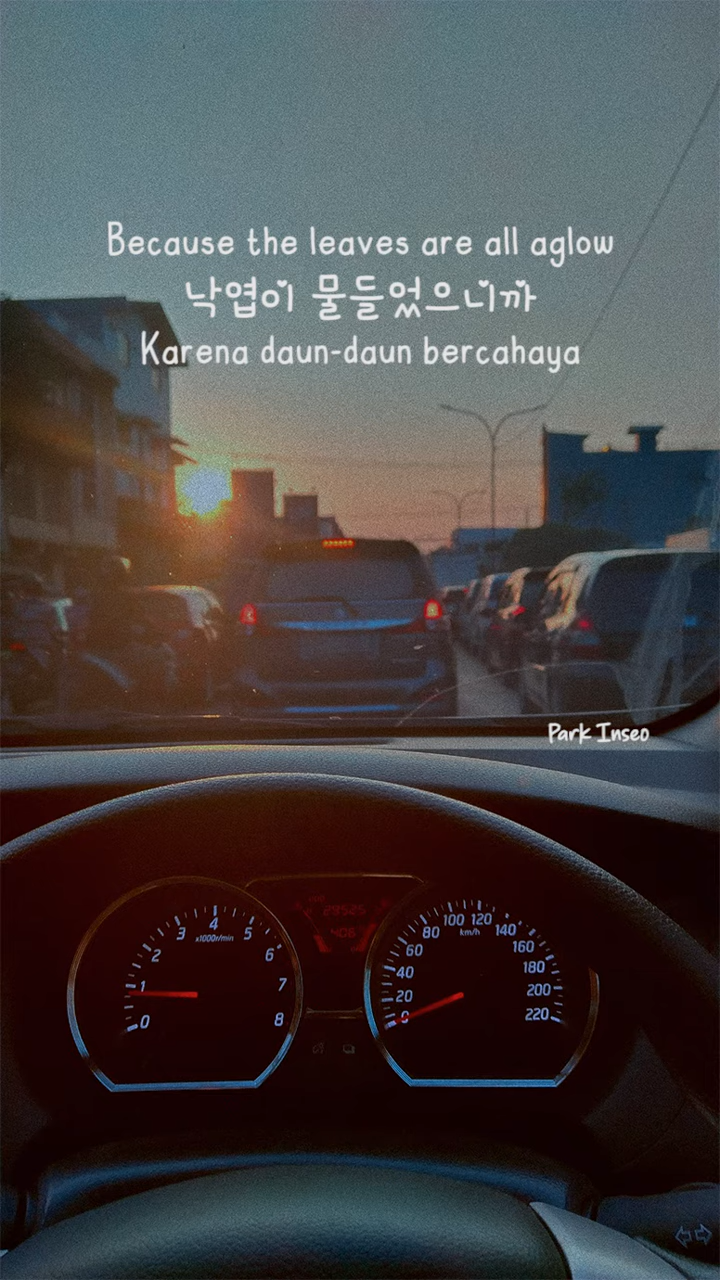 Because the leaves are all aglow
낙엽이 물들었으니까
Karena daun-daun bercahaya
Park Inseo
0 1 2 3 4 5 6 7 8
x1000r/min
0 20 40 60 80 100 120 140 160 180 200 220
km/h